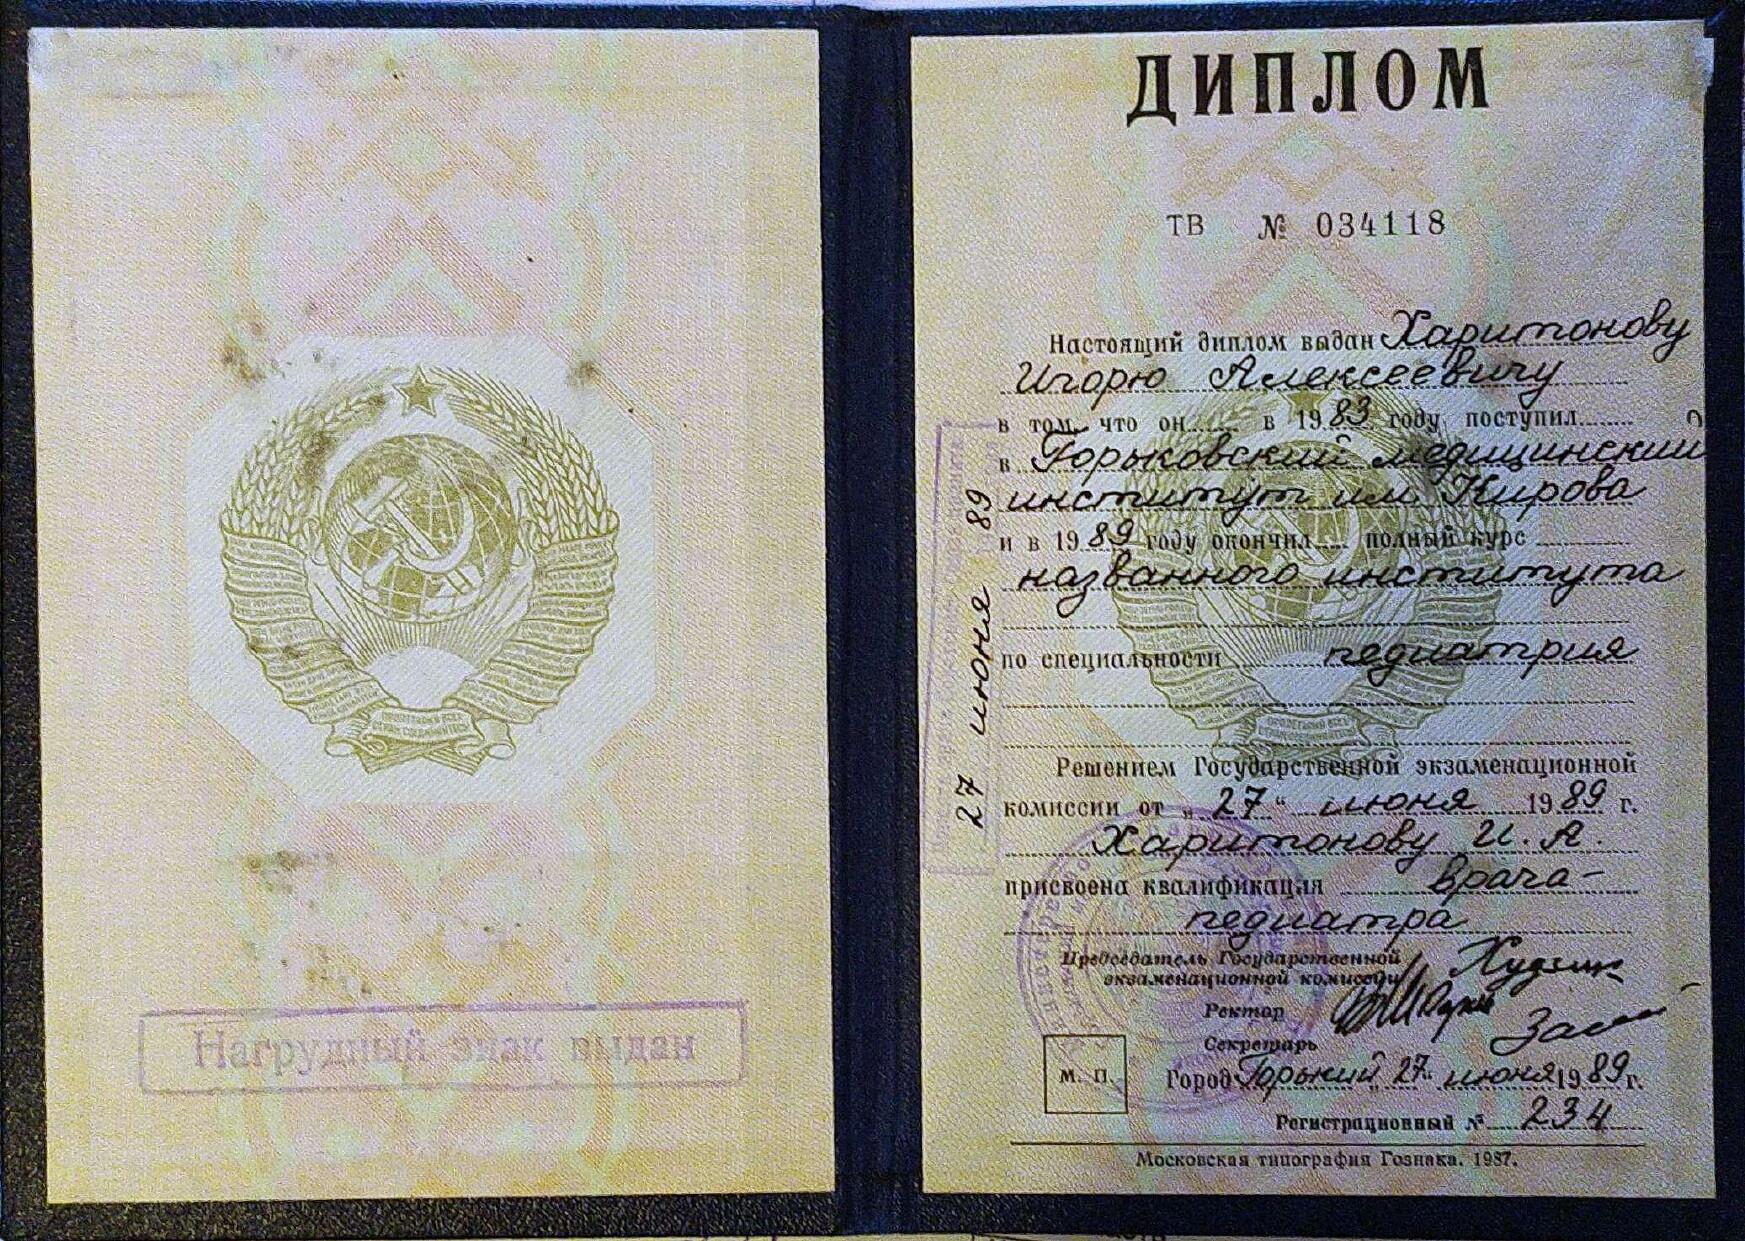 Нагрудный знак выдан
ДИПЛОМ
ТВ № 034118
Настоящий диплом выдан Харитонову
Игорю Алексеевичу
в том, что он в 1983 году поступил
в Горьковский медицинский
институт им. Кирова
и в 1989 году окончил полный курс
названного института
по специальности педиатрия
Решением Государственной экзаменационной
комиссии от „27“ июня 1989 г.
Харитонову И. А.
присвоена квалификация врача-
педиатра
Председатель Государственной
экзаменационной комиссии
Ректор
Секретарь
М. П. Город Горький „27“ июня 1989 г.
Регистрационный № 234
Московская типография Гознака. 1987.
27 июня 89